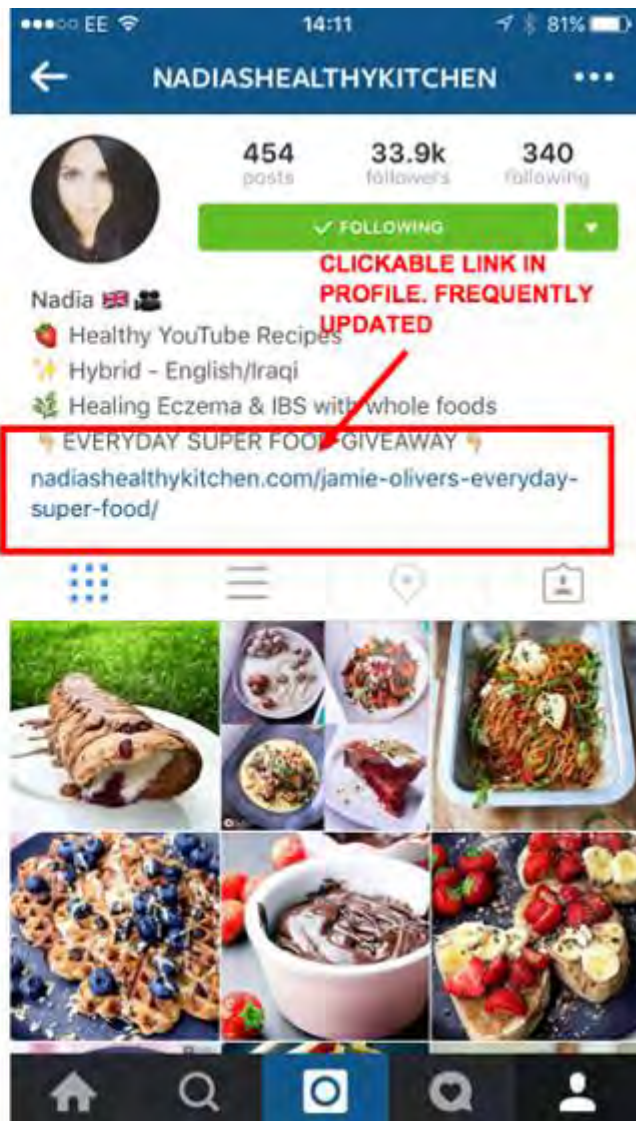 EE 14:11 81%
NADIASHEALTHYKITCHEN
454 33.9k 340
posts followers following
FOLLOWING
CLICKABLE LINK IN
PROFILE. FREQUENTLY
UPDATED
Nadia
Healthy YouTube Recipes
Hybrid - English/Iraqi
Healing Eczema & IBS with whole foods
EVERYDAY SUPER FOOD GIVEAWAY
nadiashealthykitchen.com/jamie-olivers-everyday-
super-food/